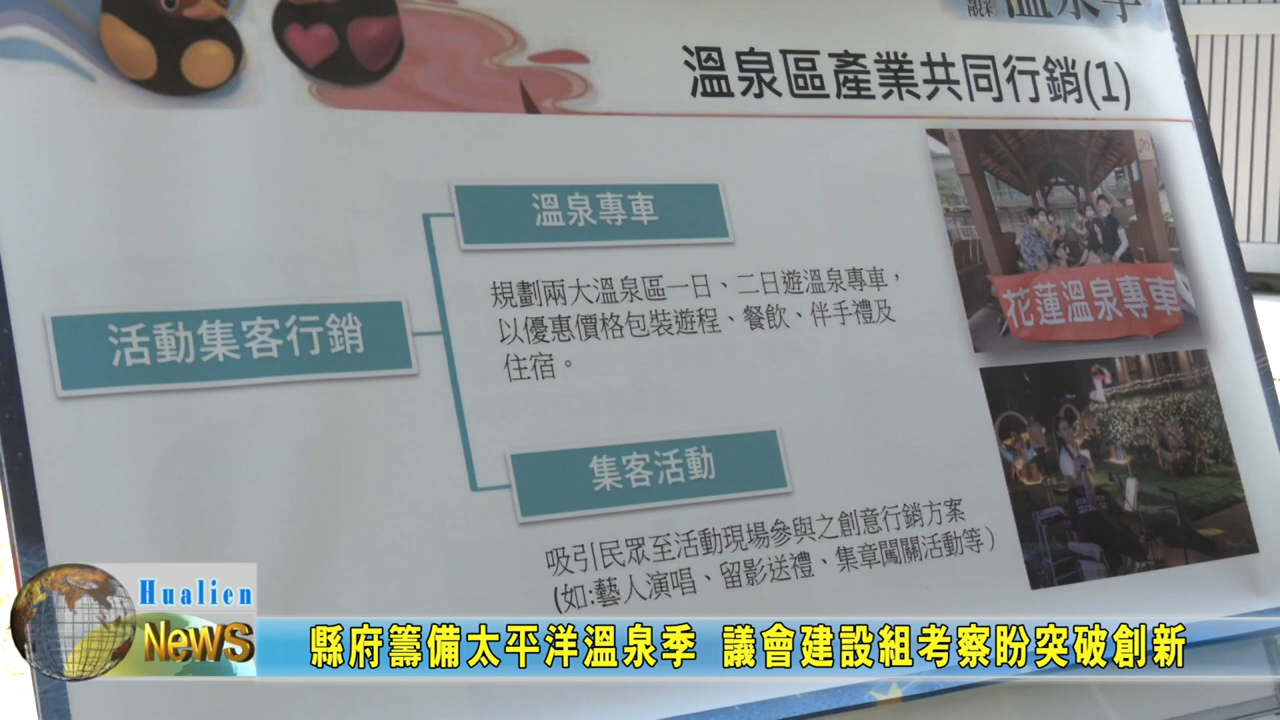 溫泉季
溫泉區產業共同行銷(1)
溫泉專車
規劃兩大溫泉區一日、二日遊溫泉專車，
以優惠價格包裝遊程、餐飲、伴手禮及
住宿。
活動集客行銷
集客活動
吸引民眾至活動現場參與之創意行銷方案
(如:藝人演唱、留影送禮、集章闖關活動等)
花蓮溫泉專車
Hualien
NewS
縣府籌備太平洋溫泉季 議會建設組考察盼突破創新